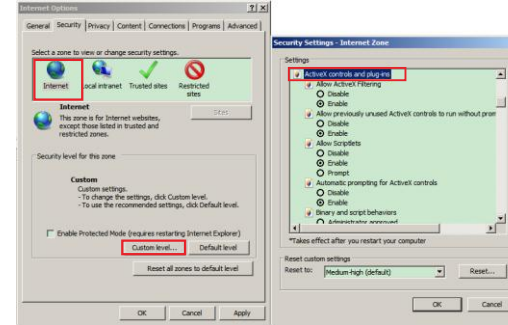 Internet Options
General Security Privacy Content Connections Programs Advanced
Select a zone to view or change security settings.
Internet Local intranet Trusted sites Restricted sites
Internet
This zone is for Internet websites,
except those listed in trusted and
restricted zones.
Sites
Security level for this zone
Custom
Custom settings.
- To change the settings, click Custom level.
- To use the recommended settings, click Default level.
Enable Protected Mode (requires restarting Internet Explorer)
Custom level... Default level
Reset all zones to default level
OK Cancel Apply
Security Settings - Internet Zone
Settings
ActiveX controls and plug-ins
Allow ActiveX Filtering
Disable
Enable
Allow previously unused ActiveX controls to run without prom
Disable
Enable
Allow Scriptlets
Disable
Enable
Prompt
Automatic prompting for ActiveX controls
Disable
Enable
Binary and script behaviors
Administrator approved
*Takes effect after you restart your computer
Reset custom settings
Reset to: Medium-high (default) Reset...
OK Cancel